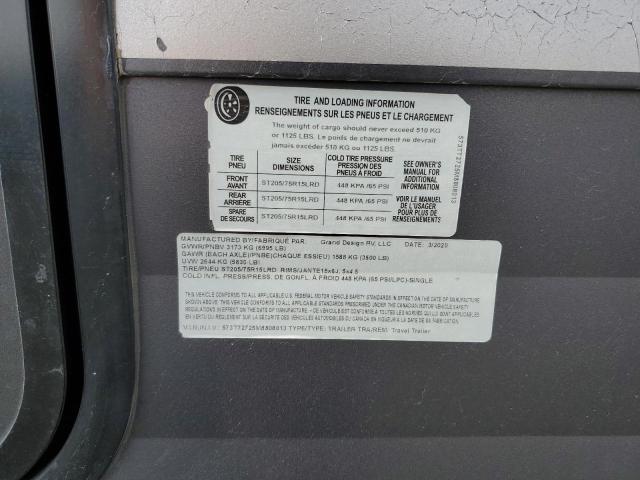 TIRE AND LOADING INFORMATION
RENSEIGNEMENTS SUR LES PNEUS ET LE CHARGEMENT
The weight of cargo should never exceed 510 KG
or 1125 LBS. Le poids de chargement ne devrait
jamais excéder 510 KG ou 1125 LBS.
TIRE PNEU SIZE DIMENSIONS COLD TIRE PRESSURE PRESSION DES PNEUS À FROID
FRONT AVANT ST205/75R15LRD 448 KPA /65 PSI
REAR ARRIÈRE ST205/75R15LRD 448 KPA /65 PSI
SPARE DE SECOURS ST205/75R15LRD 448 KPA /65 PSI
SEE OWNER'S
MANUAL FOR
ADDITIONAL
INFORMATION
VOIR LE MANUEL
DE L'USAGER
POUR PLUS DE
RENSEIGNEMENTS
MANUFACTURED BY/FABRIQUÉ PAR: Grand Design RV, LLC DATE: 3/2020
GVWR/PNBV 3173 KG (6995 LB)
GAWR (EACH AXLE)/PNBE(CHAQUE ESSIEU) 1588 KG (3500 LB)
UVW 2644 KG (5830 LB)
TIRE/PNEU ST205/75R15LRD RIMS/JANTE 15x6J, 5x4.5
COLD INFL. PRESS/PRESS. DE GONFL. À FROID 448 KPA (65 PSI/LPC)-SINGLE
TYPE/TYPE: TRAILER TRA/REM: Travel Trailer